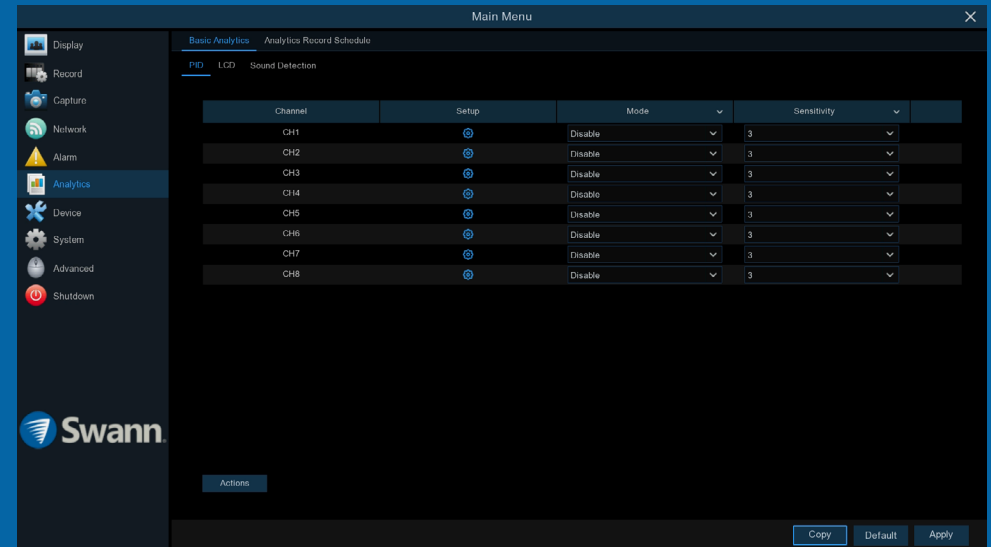 Main Menu
Display
Record
Capture
Network
Alarm
Analytics
Device
System
Advanced
Shutdown
Swann
Basic Analytics Analytics Record Schedule
PID LCD Sound Detection
Channel Setup Mode Sensitivity
CH1 Disable 3
CH2 Disable 3
CH3 Disable 3
CH4 Disable 3
CH5 Disable 3
CH6 Disable 3
CH7 Disable 3
CH8 Disable 3
Actions
Copy Default Apply